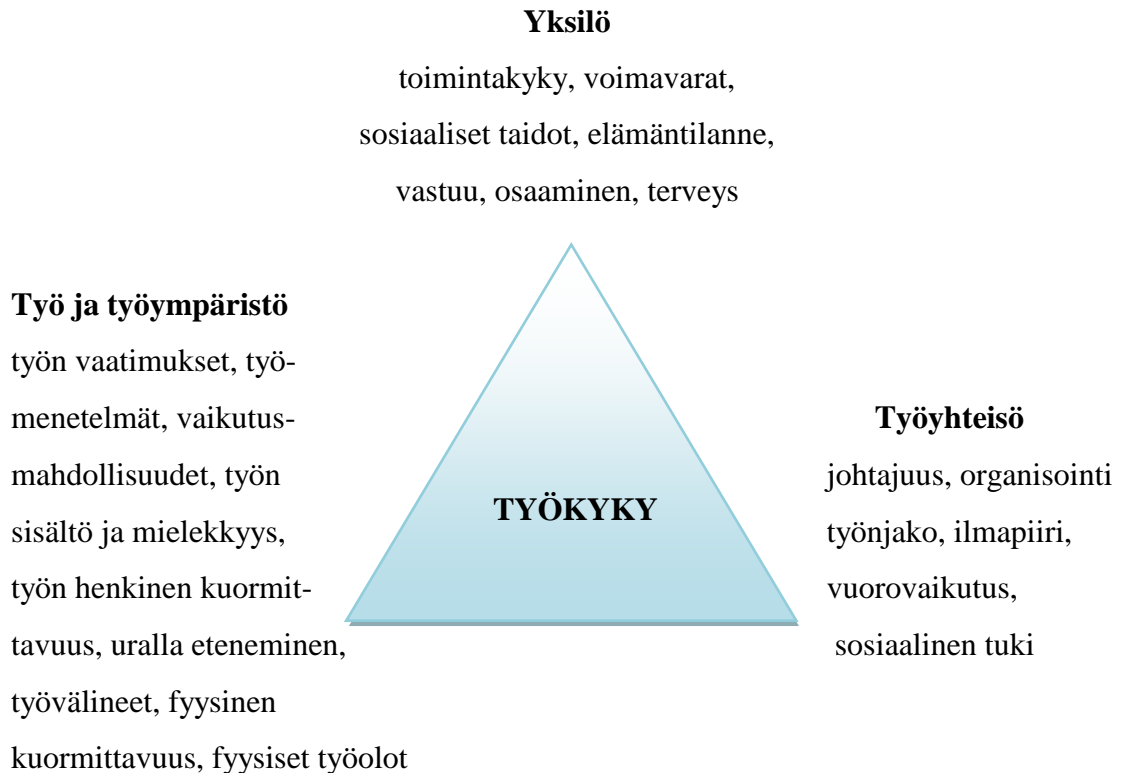 Yksilö
toimintakyky, voimavarat,
sosiaaliset taidot, elämäntilanne,
vastuu, osaaminen, terveys
Työ ja työympäristö
työn vaatimukset, työ-
menetelmät, vaikutus-
mahdollisuudet, työn
sisältö ja mielekkyys,
työn henkinen kuormit-
tavuus, uralla eteneminen,
työvälineet, fyysinen
kuormittavuus, fyysiset työolot
TYÖKYKY
Työyhteisö
johtajuus, organisointi
työnjako, ilmapiiri,
vuorovaikutus,
sosiaalinen tuki